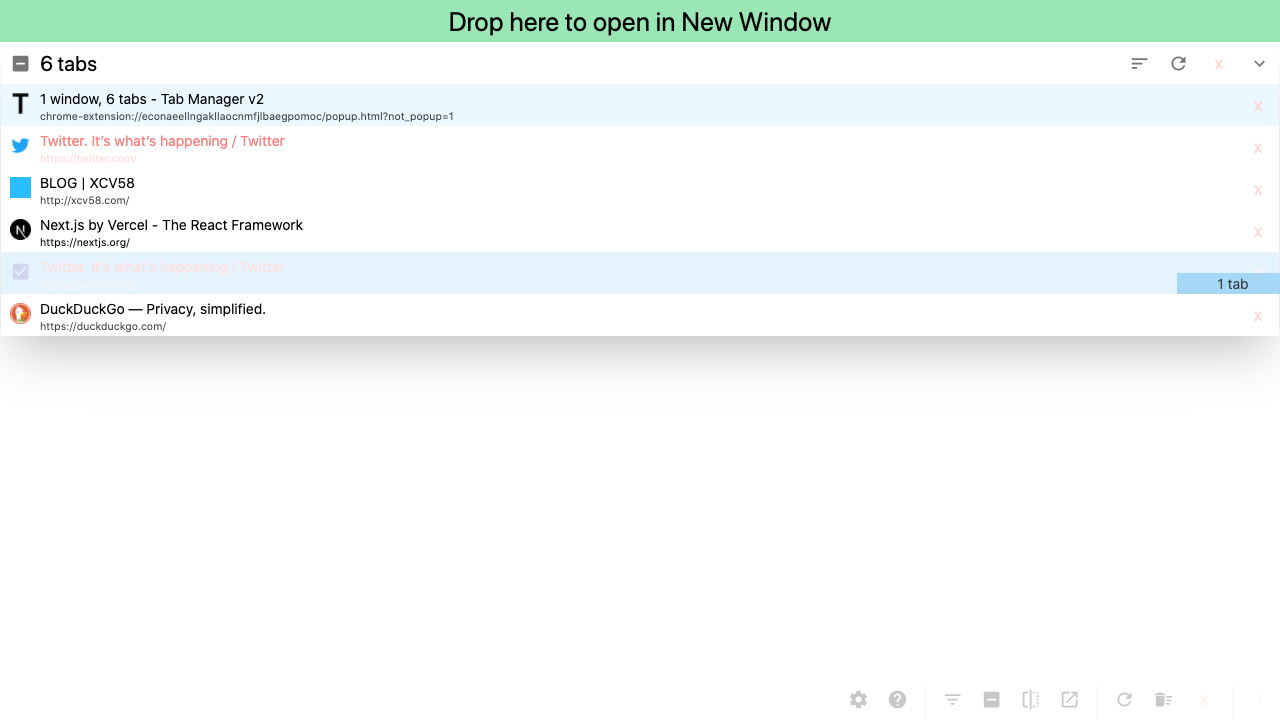 Drop here to open in New Window
6 tabs
x
1 window, 6 tabs - Tab Manager v2
chrome-extension://econaeellngakllaocnmfjlbaegpomoc/popup.html?not_popup=1
x
Twitter. It’s what’s happening / Twitter
https://twitter.com/
x
BLOG | XCV58
http://xcv58.com/
x
Next.js by Vercel - The React Framework
https://nextjs.org/
x
Twitter. It’s what’s happening / Twitter
https://twitter.com/
1 tab
DuckDuckGo — Privacy, simplified.
https://duckduckgo.com/
x
x